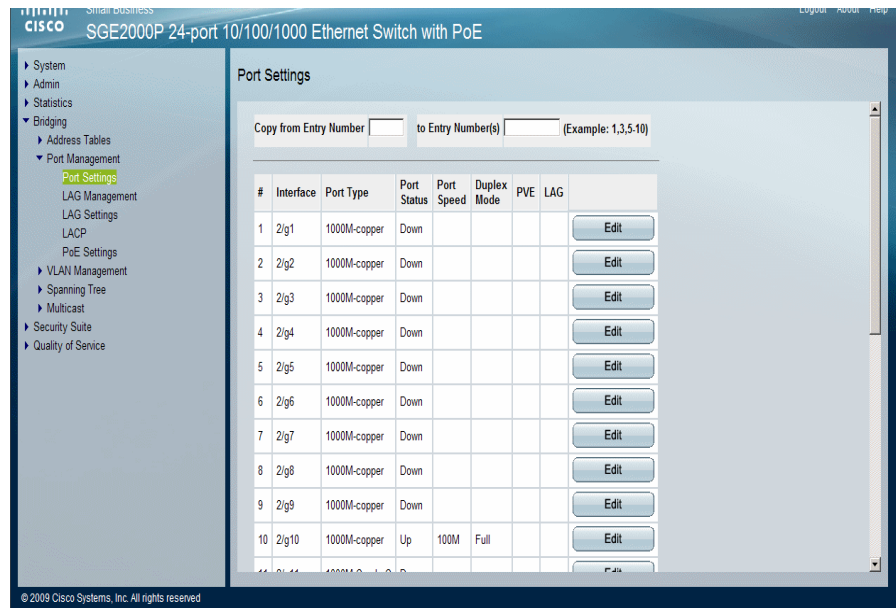 Small Business
Logout About Help
CISCO
SGE2000P 24-port 10/100/1000 Ethernet Switch with PoE
System
Admin
Statistics
Bridging
Address Tables
Port Management
Port Settings
LAG Management
LAG Settings
LACP
PoE Settings
VLAN Management
Spanning Tree
Multicast
Security Suite
Quality of Service
Port Settings
Copy from Entry Number to Entry Number(s) (Example: 1,3,5-10)
# Interface Port Type Port Status Port Speed Duplex Mode PVE LAG
1 2/g1 1000M-copper Down Edit
2 2/g2 1000M-copper Down Edit
3 2/g3 1000M-copper Down Edit
4 2/g4 1000M-copper Down Edit
5 2/g5 1000M-copper Down Edit
6 2/g6 1000M-copper Down Edit
7 2/g7 1000M-copper Down Edit
8 2/g8 1000M-copper Down Edit
9 2/g9 1000M-copper Down Edit
10 2/g10 1000M-copper Up 100M Full Edit
© 2009 Cisco Systems, Inc. All rights reserved